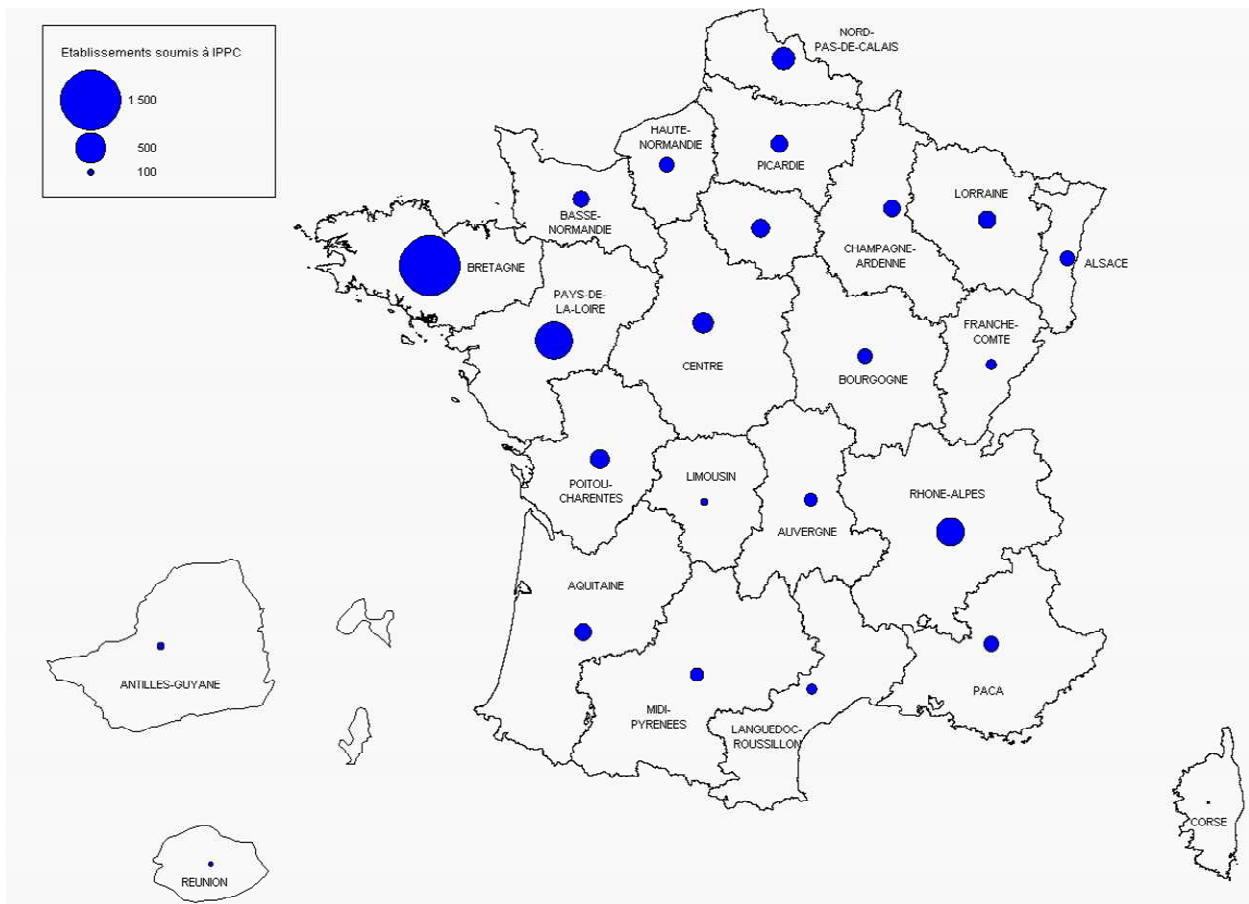 Etablissements soumis à IPPC
1 500
500
100
NORD-
PAS-DE-CALAIS
HAUTE-
NORMANDIE
PICARDIE
BASSE-
NORMANDIE
LORRAINE
CHAMPAGNE-
ARDENNE
ALSACE
BRETAGNE
PAYS-DE-
LA-LOIRE
CENTRE
FRANCHE-
COMTE
BOURGOGNE
POITOU-
CHARENTES
LIMOUSIN
AUVERGNE
RHONE-ALPES
AQUITAINE
ANTILLES-GUYANE
MIDI-
PYRENEES
LANGUEDOC-
ROUSSILLON
PACA
CORSE
REUNION